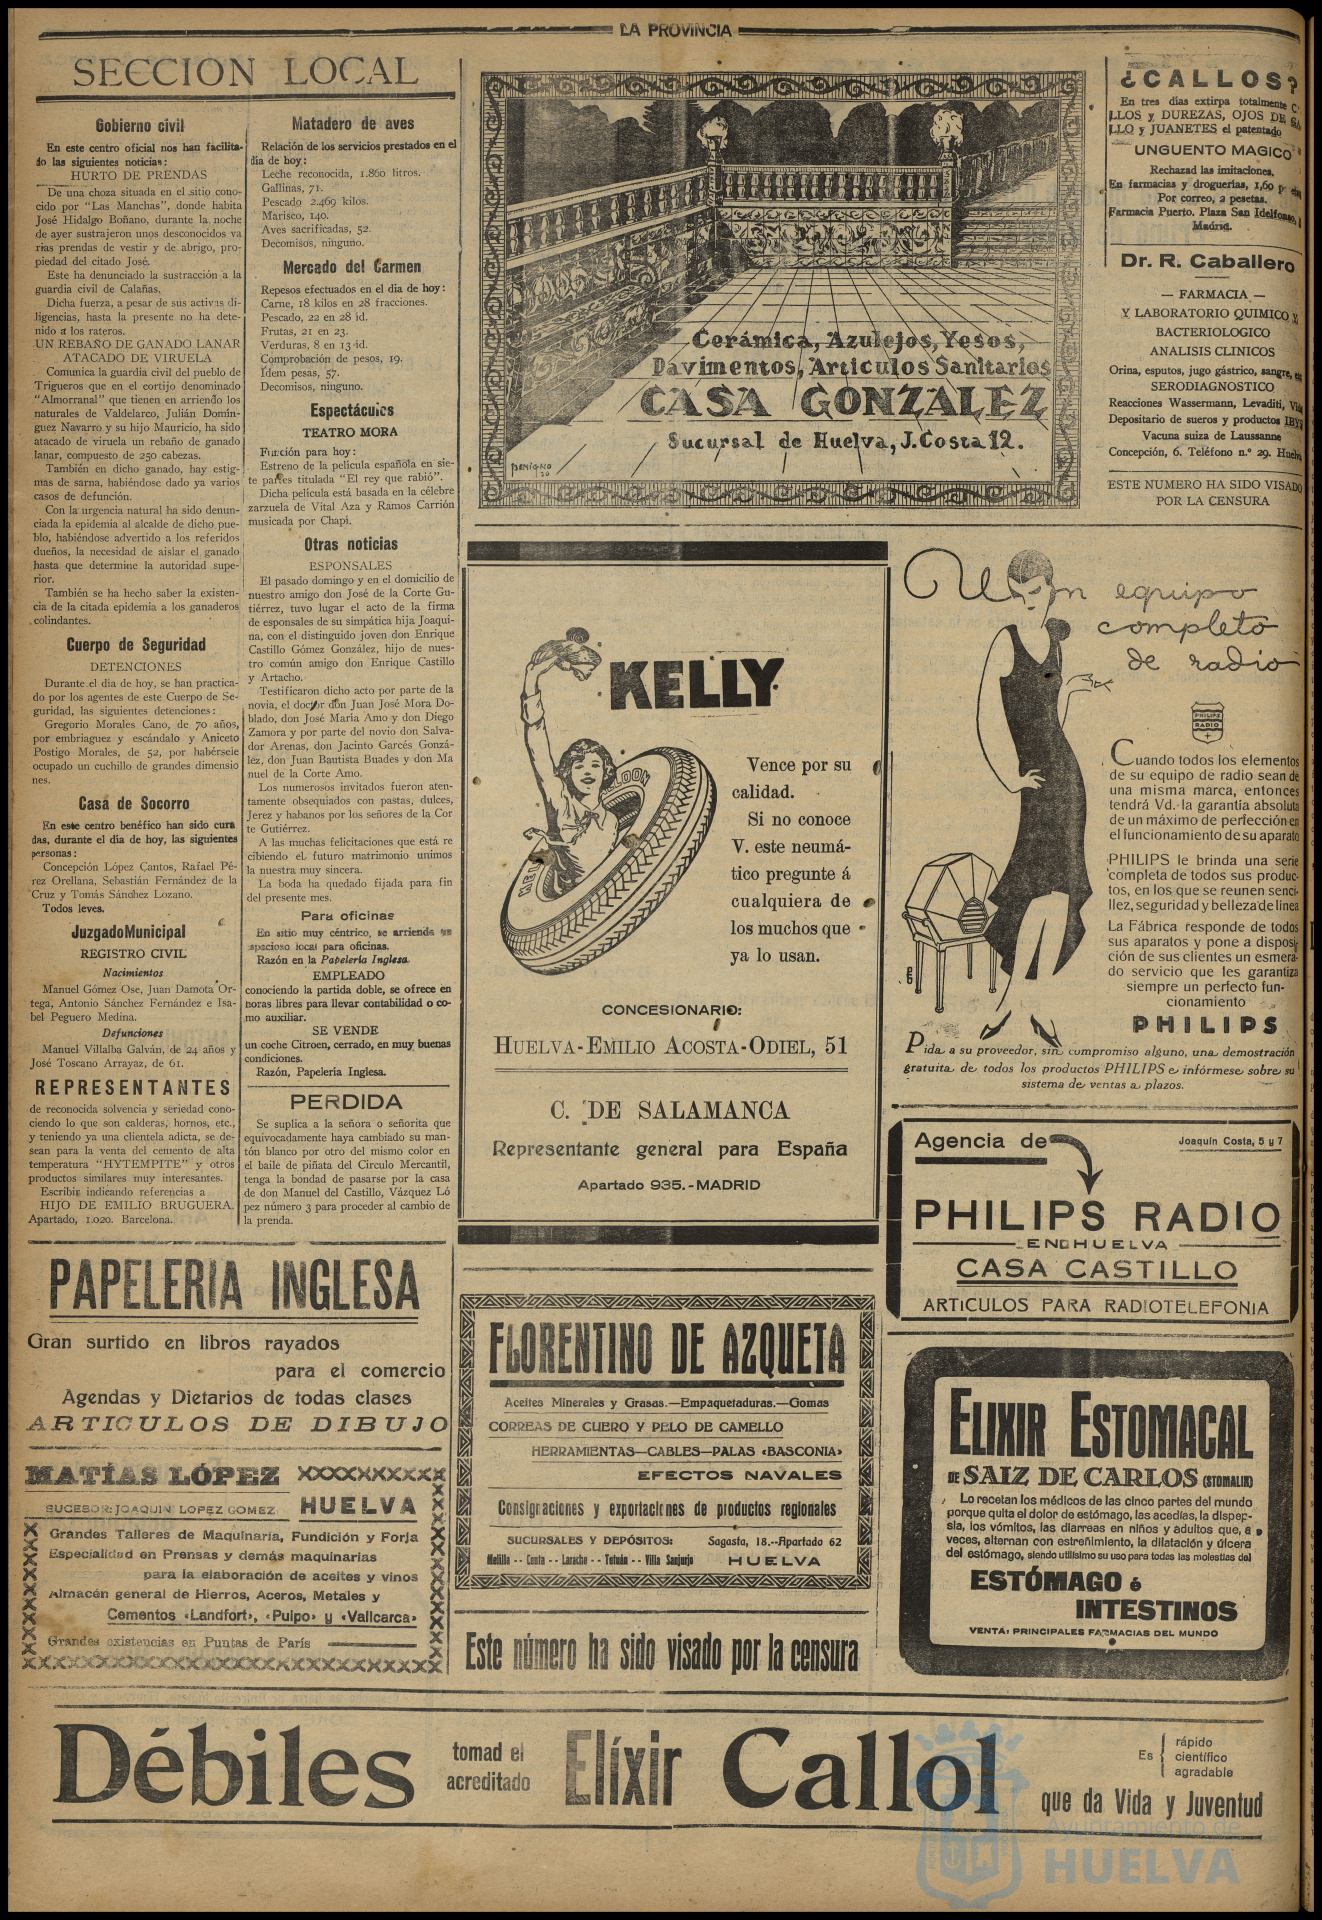 LA PROVINCIA
SECCION LOCAL
Gobierno civil
En este centro oficial nos han facilita-
do las siguientes noticias:
HURTO DE PRENDAS
De una choza situada en el sitio cono-
cido por "Las Manchas", donde habita
José Hidalgo Boñano, durante la noche
de ayer sustrajeron unos desconocidos va
rias prendas de vestir y de abrigo, pro-
piedad del citado José.
Este ha denunciado la sustracción a la
guardia civil de Calañas.
Dicha fuerza, a pesar de sus activas di-
ligencias, hasta la presente no ha dete-
nido a los rateros.
UN REBAÑO DE GANADO LANAR
ATACADO DE VIRUELA
Comunica la guardia civil del pueblo de
Trigueros que en el cortijo denominado
"Almorranal" que tienen en arriendo los
naturales de Valdelarco, Julián Domín-
guez Navarro y su hijo Mauricio, ha sido
atacado de viruela un rebaño de ganado
lanar, compuesto de 250 cabezas.
También en dicho ganado, hay estig-
mas de sarna, habiéndose dado ya varios
casos de defunción.
Con la urgencia natural ha sido denun-
ciada la epidemia al alcalde de dicho pue-
blo, habiéndose advertido a los referidos
dueños, la necesidad de aislar el ganado
hasta que determine la autoridad supe-
rior.
También se ha hecho saber la existen-
cia de la citada epidemia a los ganaderos
colindantes.
Cuerpo de Seguridad
DETENCIONES
Durante el día de hoy, se han practica-
do por los agentes de este Cuerpo de Se-
guridad, las siguientes detenciones:
Gregorio Morales Cano, de 70 años,
por embriaguez y escándalo y Aniceto
Postigo Morales, de 52, por habérsele
ocupado un cuchillo de grandes dimensio
nes.
Casa de Socorro
En este centro benéfico han sido cura
das, durante el día de hoy, las siguientes
personas:
Concepción López Cantos, Rafael Pé-
rez Orellana, Sebastián Fernández de la
Cruz y Tomás Sánchez Lozano.
Todos leves.
Juzgado Municipal
REGISTRO CIVIL
Nacimientos
Manuel Gómez Ose, Juan Damota Or-
tega, Antonio Sánchez Fernández e Isa-
bel Peguero Medina.
Defunciones
Manuel Villalba Galván, de 24 años y
José Toscano Arrayaz, de 61.
REPRESENTANTES
de reconocida solvencia y seriedad cono-
ciendo lo que son calderas, hornos, etc.,
y teniendo ya una clientela adicta, se de-
sean para la venta del cemento de alta
temperatura "HYTEMPITE" y otros
productos similares muy interesantes.
Escribir indicando referencias a
HIJO DE EMILIO BRUGUERA.
Apartado, 1.020. Barcelona.
Matadero de aves
Relación de los servicios prestados en el
día de hoy:
Leche reconocida, 1.860 litros.
Gallinas, 71.
Pescado 2.469 kilos.
Marisco, 140.
Aves sacrificadas, 52.
Decomisos, ninguno.
Mercado del Carmen
Repesos efectuados en el día de hoy:
Carne, 18 kilos en 28 fracciones.
Pescado, 22 en 28 id.
Frutas, 21 en 23.
Verduras, 8 en 13 id.
Comprobación de pesos, 19.
Idem pesas, 57.
Decomisos, ninguno.
Espectáculos
TEATRO MORA
Función para hoy:
Estreno de la película española en sie-
te partes titulada "El rey que rabió".
Dicha película está basada en la célebre
zarzuela de Vital Aza y Ramos Carrión
musicada por Chapí.
Otras noticias
ESPONSALES
El pasado domingo y en el domicilio de
nuestro amigo don José de la Corte Gu-
tiérrez, tuvo lugar el acto de la firma
de esponsales de su simpática hija Joaqui-
na, con el distinguido joven don Enrique
Castillo Gómez González, hijo de nues-
tro común amigo don Enrique Castillo
y Artacho.
Testificaron dicho acto por parte de la
novia, el doctor don Juan José Mora Do-
blado, don José María Amo y don Diego
Zamora y por parte del novio don Salva-
dor Arenas, don Jacinto Garcés Gonzá-
lez, don Juan Bautista Buades y don Ma
nuel de la Corte Amo.
Los numerosos invitados fueron aten-
tamente obsequiados con pastas, dulces,
Jerez y habanos por los señores de la Cor
te Gutiérrez.
A las muchas felicitaciones que está re
cibiendo el futuro matrimonio unimos
la nuestra muy sincera.
La boda ha quedado fijada para fin
del presente mes.
Para oficinas
En sitio muy céntrico, se arrienda un
spacioso local para oficinas.
Razón en la Papelería Inglesa.
EMPLEADO
conociendo la partida doble, se ofrece en
horas libres para llevar contabilidad o co-
mo auxiliar.
SE VENDE
un coche Citroen, cerrado, en muy buenas
condiciones.
Razón, Papelería Inglesa.
PERDIDA
Se suplica a la señora o señorita que
equivocadamente haya cambiado su man-
tón blanco por otro del mismo color en
el baile de piñata del Circulo Mercantil,
tenga la bondad de pasarse por la casa
de don Manuel del Castillo, Vázquez Ló
pez número 3 para proceder al cambio de
la prenda.
PAPELERIA INGLESA
Gran surtido en libros rayados
para el comercio
Agendas y Dietarios de todas clases
ARTICULOS DE DIBUJO
MATÍAS LÓPEZ
SUCESOR: JOAQUIN LOPEZ GOMEZ
HUELVA
Grandes Talleres de Maquinaria, Fundición y Forja
Especialidad en Prensas y demás maquinarias
para la elaboración de aceites y vinos
Almacén general de Hierros, Aceros, Metales y
Cementos «Landfort», «Pulpo» y «Vallcarca»
Grandes existencias en Puntas de París
Cerámica, Azulejos, Yesos,
Pavimentos, Articulos Sanitarios
CASA GONZALEZ
Sucursal de Huelva, J. Costa 12.
BENIGNO
30
KELLY
BALLOON
Vence por su
calidad.
Si no conoce
V. este neumá-
tico pregunte á
cualquiera de
los muchos que
ya lo usan.
CONCESIONARIO:
HUELVA-EMILIO ACOSTA-ODIEL, 51
C. DE SALAMANCA
Representante general para España
Apartado 935.-MADRID
FLORENTINO DE AZQUETA
Aceites Minerales y Grasas.—Empaquetaduras.—Gomas
CORREAS DE CUERO Y PELO DE CAMELLO
HERRAMIENTAS—CABLES—PALAS «BASCONIA»
EFECTOS NAVALES
Consignaciones y exportaciones de productos regionales
SUCURSALES Y DEPÓSITOS:
Melilla -- Ceuta -- Larache -- Tetuán -- Villa Sanjurjo
Sagasta, 18.--Apartado 62
HUELVA
Este número ha sido visado por la censura
¿CALLOS?
En tres días extirpa totalmente C
LLOS y DUREZAS, OJOS DE
LLO y JUANETES el patentado
UNGUENTO MAGICO
Rechazad las imitaciones.
En farmacias y droguerías, 1,60 p
Por correo, 2 pesetas.
Farmacia Puerto. Plaza San Idelfonso,
Madrid.
Dr. R. Caballero
— FARMACIA —
Y LABORATORIO QUIMICO Y
BACTERIOLOGICO
ANALISIS CLINICOS
Orina, esputos, jugo gástrico, sangre,
SERODIAGNOSTICO
Reacciones Wassermann, Levaditi,
Depositario de sueros y productos
Vacuna suiza de Laussanne
Concepción, 6. Teléfono n.º 29. Huelva
ESTE NUMERO HA SIDO VISADO
POR LA CENSURA
Un equipo
completo
de radio
PHILIPS
RADIO
Cuando todos los elementos
de su equipo de radio sean de
una misma marca, entonces
tendrá Vd. la garantía absoluta
de un máximo de perfección en
el funcionamiento de su aparato
PHILIPS le brinda una serie
completa de todos sus produc-
tos, en los que se reunen senci-
llez, seguridad y belleza de línea
La Fábrica responde de todos
sus aparatos y pone a disposi-
ción de sus clientes un esmera-
do servicio que les garantiza
siempre un perfecto fun-
cionamiento
PHILIPS
Pida a su proveedor, sin compromiso alguno, una demostración
gratuita de todos los productos PHILIPS e infórmese sobre su
sistema de ventas a plazos.
Agencia de
Joaquín Costa, 5 y 7
PHILIPS RADIO
EN HUELVA
CASA CASTILLO
ARTICULOS PARA RADIOTELEFONIA
ELIXIR ESTOMACAL
DE SAIZ DE CARLOS (STOMALIX)
Lo recetan los médicos de las cinco partes del mundo
porque quita el dolor de estómago, las acedías, la dispep-
sia, los vómitos, las diarreas en niños y adultos que, a
veces, alternan con estreñimiento, la dilatación y úlcera
del estómago, siendo utilísimo su uso para todas las molestias del
ESTÓMAGO é
INTESTINOS
VENTA: PRINCIPALES FARMACIAS DEL MUNDO
Débiles tomad el
acreditado Elíxir Callol
Es { rápido
científico
agradable
que da Vida y Juventud
Ayuntamiento de
HUELVA